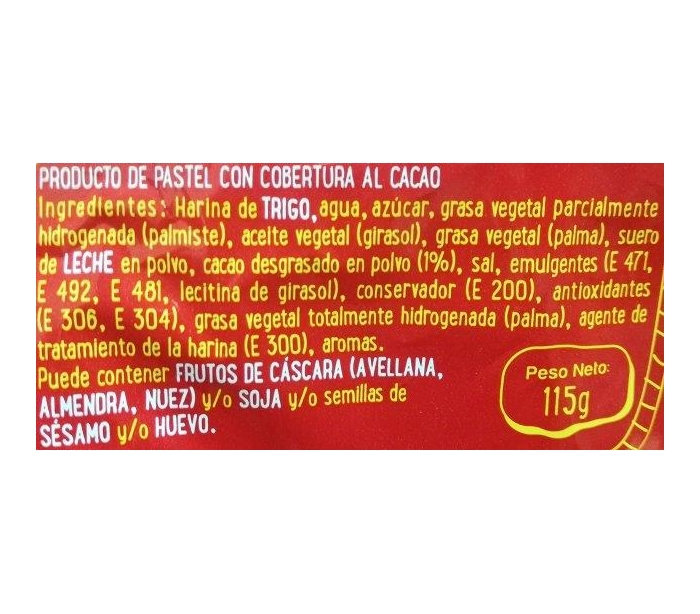 PRODUCTO DE PASTEL CON COBERTURA AL CACAO
Ingredientes: Harina de TRIGO, agua, azúcar, grasa vegetal parcialmente
hidrogenada (palmiste), aceite vegetal (girasol), grasa vegetal (palma), suero
de LECHE en polvo, cacao desgrasado en polvo (1%), sal, emulgentes (E 471,
E 492, E 481, lecitina de girasol), conservador (E 200), antioxidantes
(E 306, E 304), grasa vegetal totalmente hidrogenada (palma), agente de
tratamiento de la harina (E 300), aromas.
Puede contener FRUTOS DE CÁSCARA (AVELLANA,
ALMENDRA, NUEZ) y/o SOJA y/o semillas de
SÉSAMO y/o HUEVO.
Peso Neto:
115g